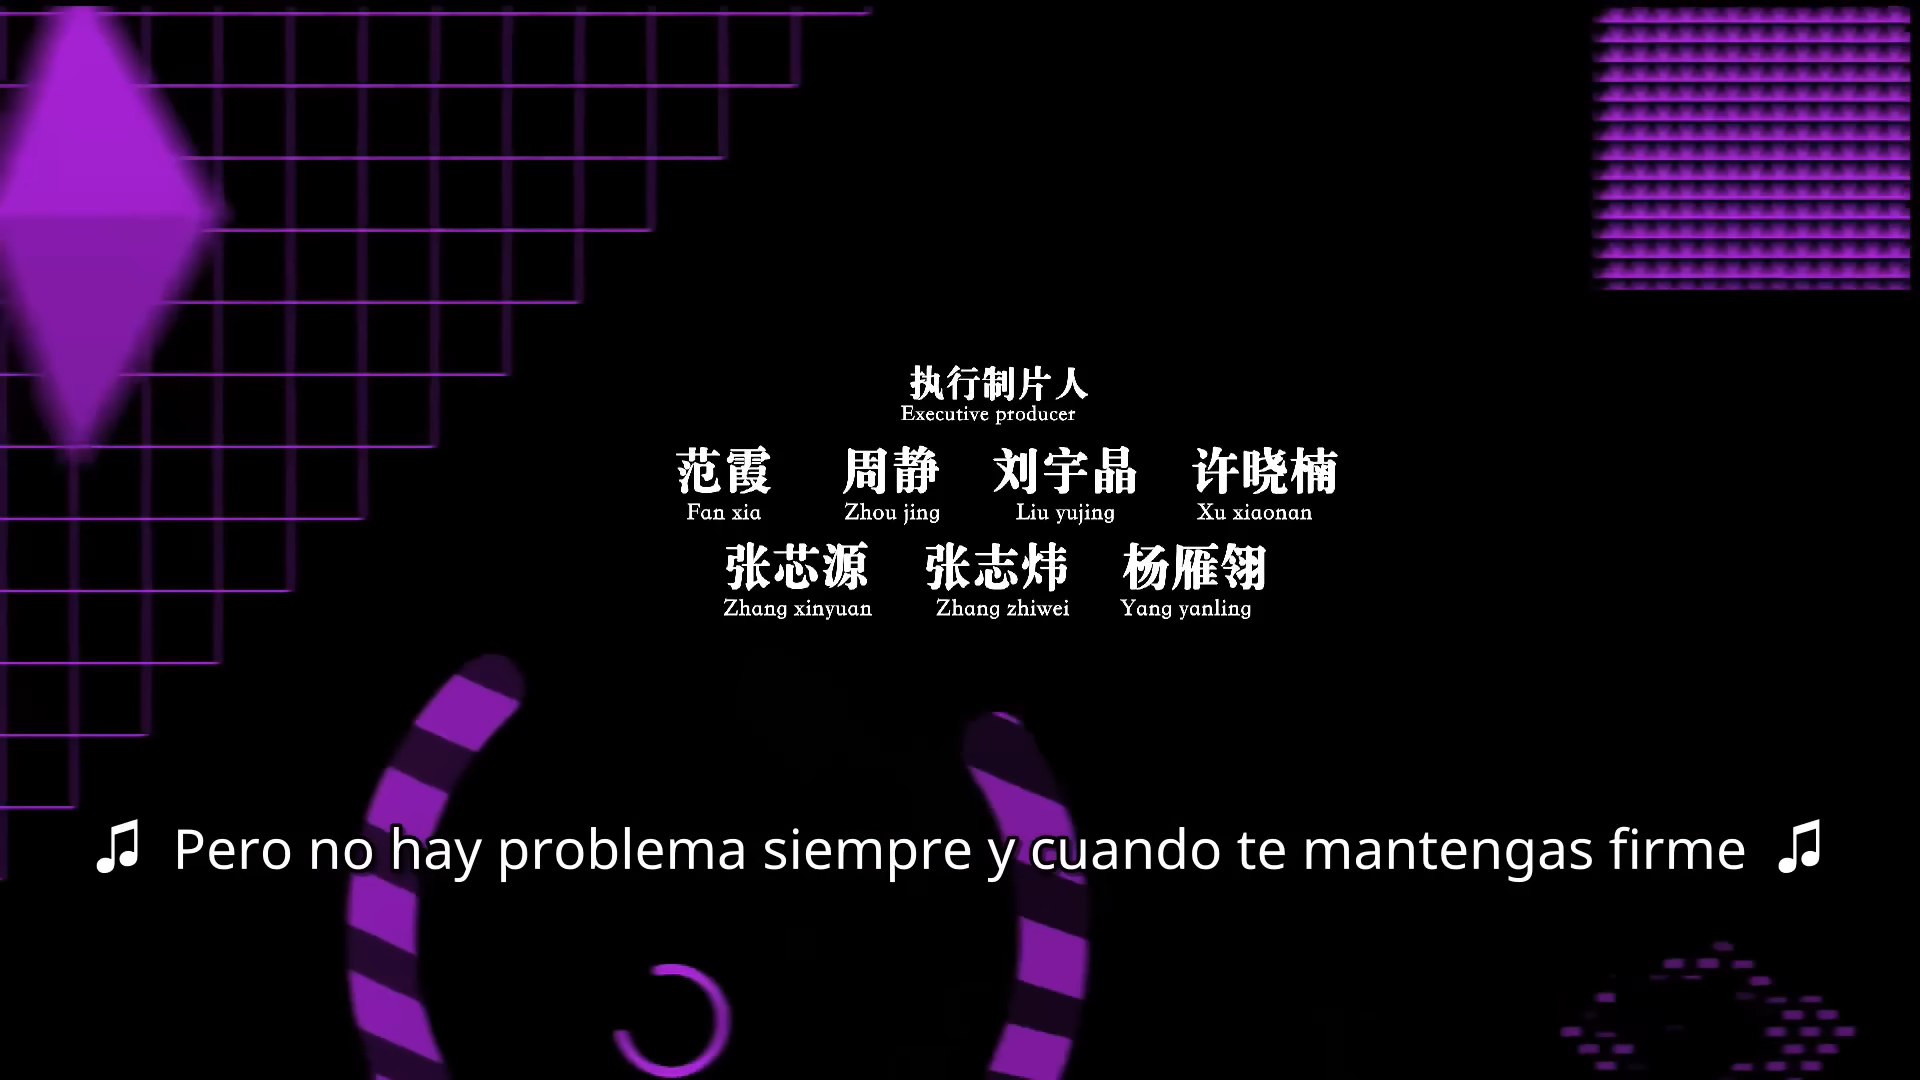 执行制片人
Executive producer
范霞 周静 刘宇晶 许晓楠
Fan xia Zhou jing Liu yujing Xu xiaonan
张芯源 张志炜 杨雁翎
Zhang xinyuan Zhang zhiwei Yang yanling
♫ Pero no hay problema siempre y cuando te mantengas firme ♫